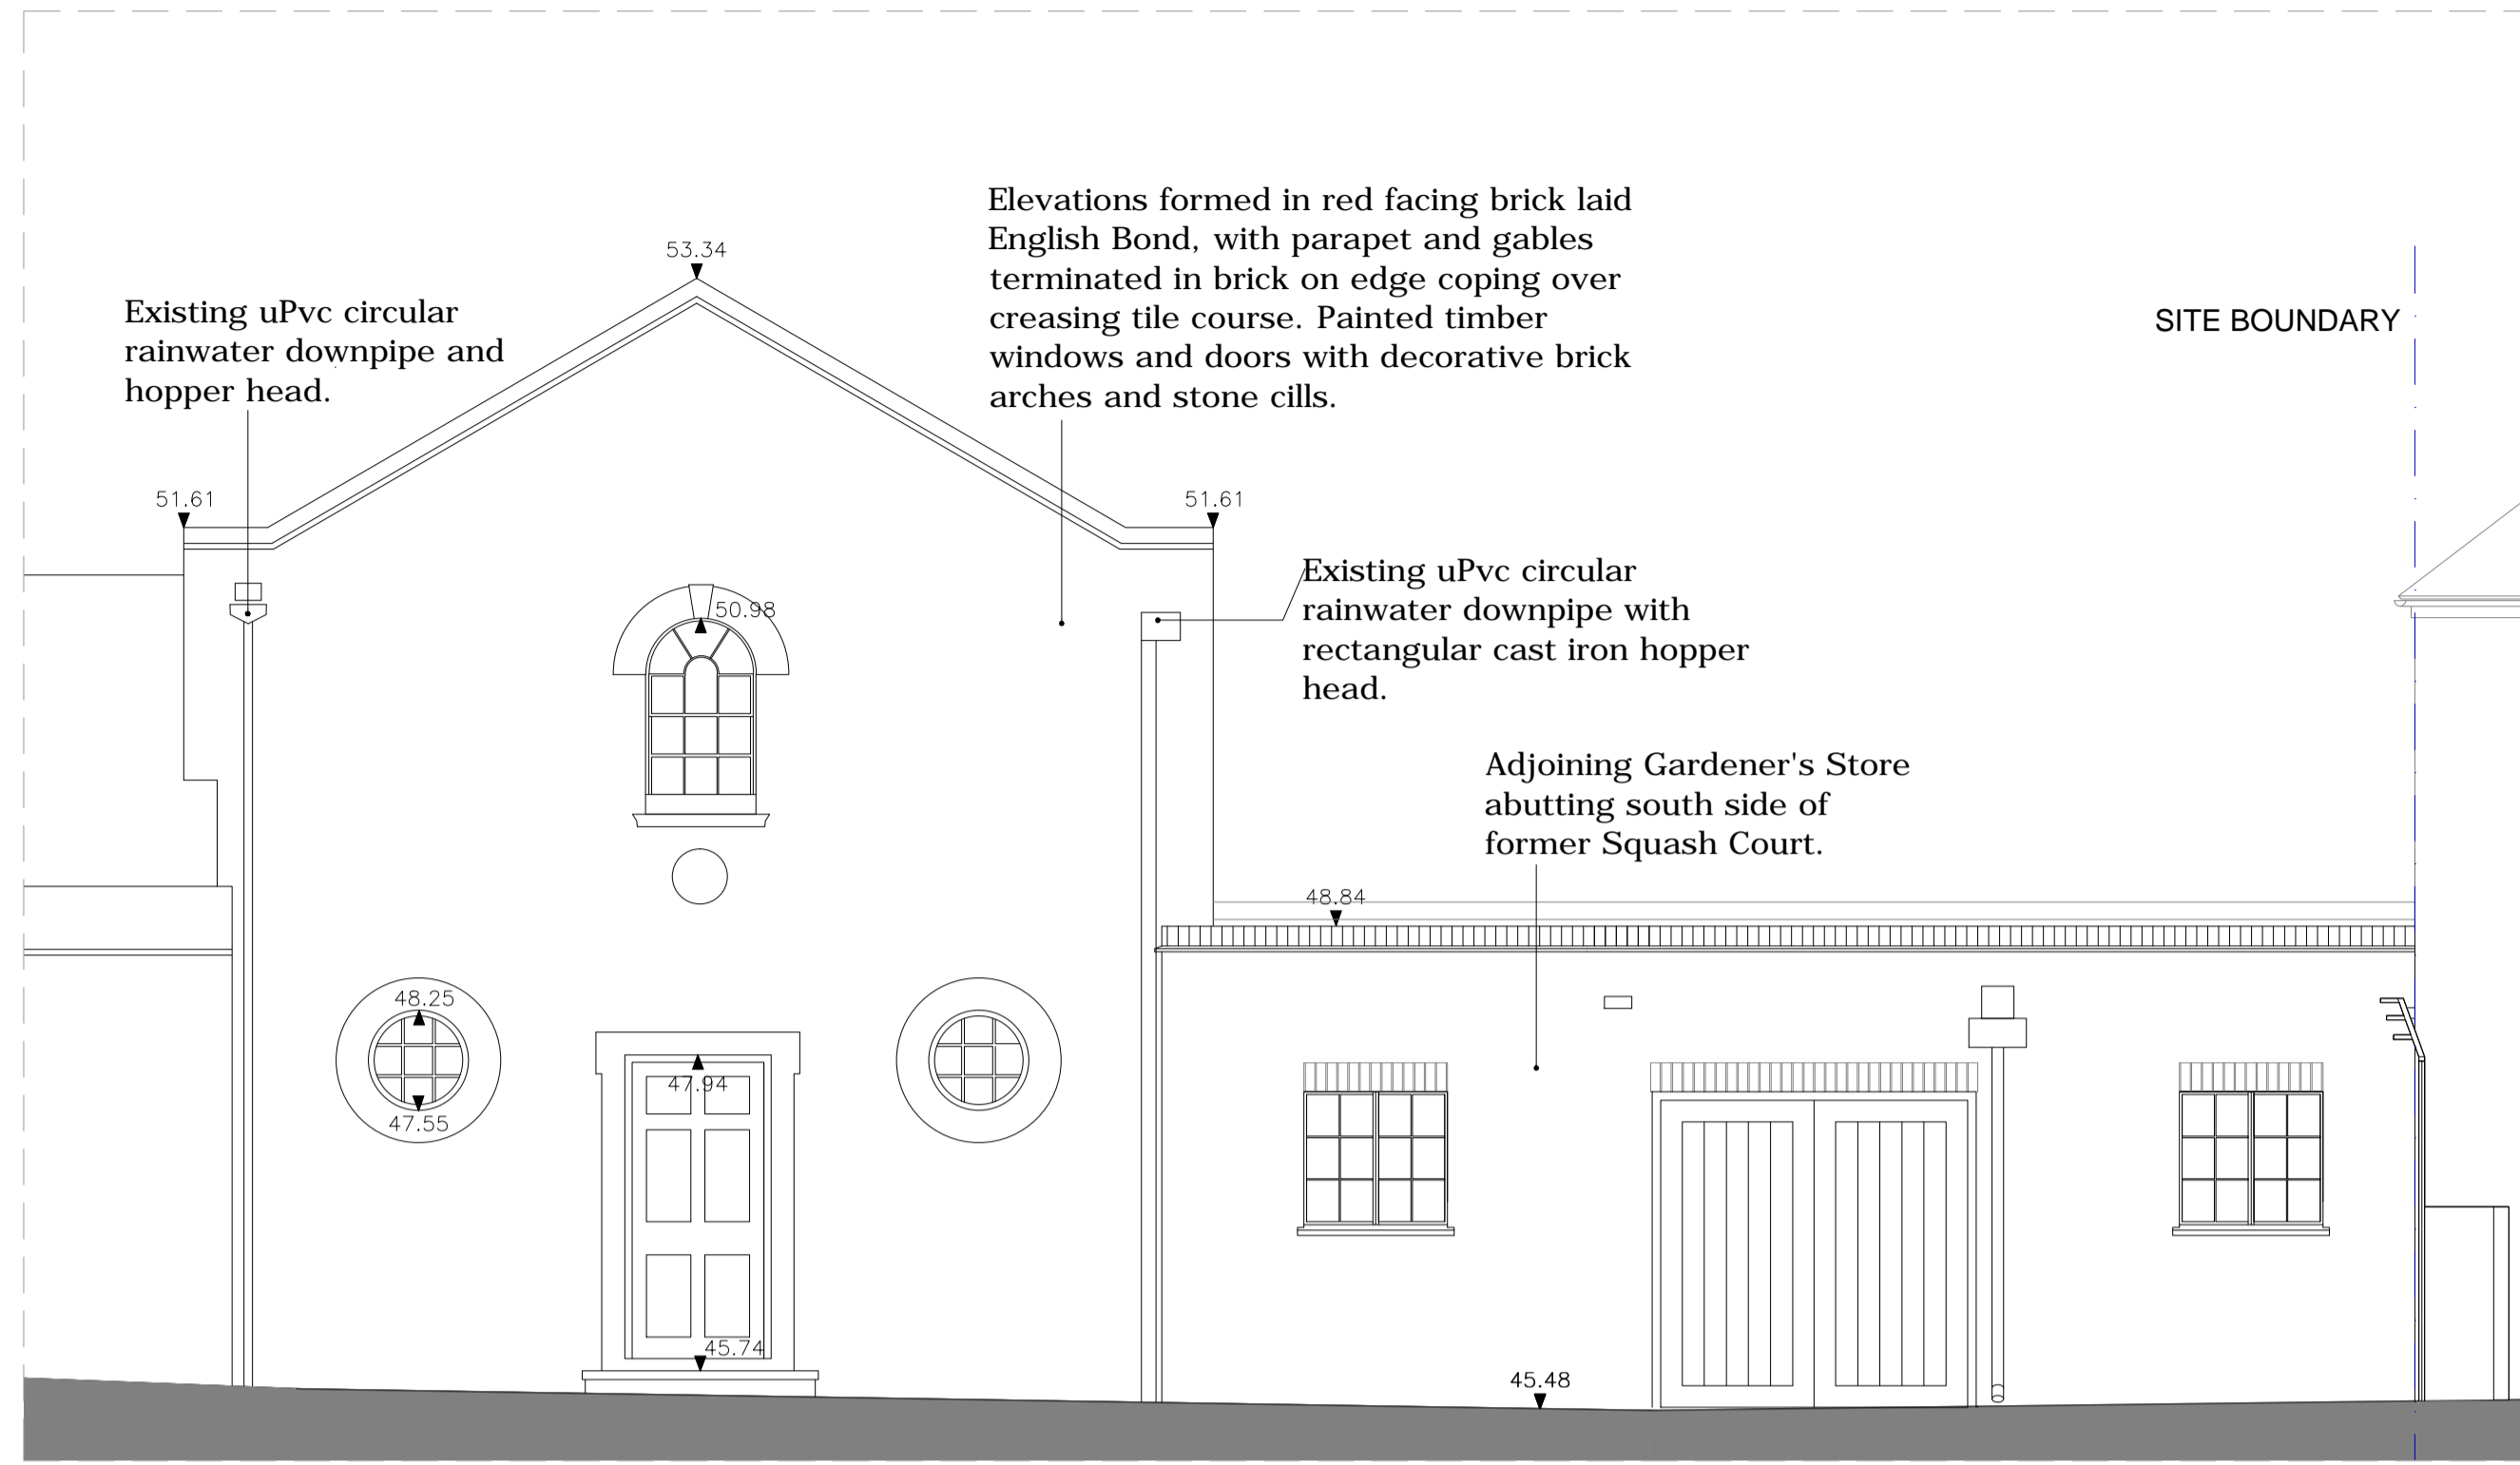 Elevations formed in red facing brick laid
English Bond, with parapet and gables
terminated in brick on edge coping over
creasing tile course. Painted timber
windows and doors with decorative brick
arches and stone cills.
53.34
Existing uPvc circular
rainwater downpipe and
hopper head.
SITE BOUNDARY
51.61
51.61
Existing uPvc circular
rainwater downpipe with
rectangular cast iron hopper
head.
50.98
Adjoining Gardener's Store
abutting south side of
former Squash Court.
48.84
48.25
47.94
47.55
45.74
45.48